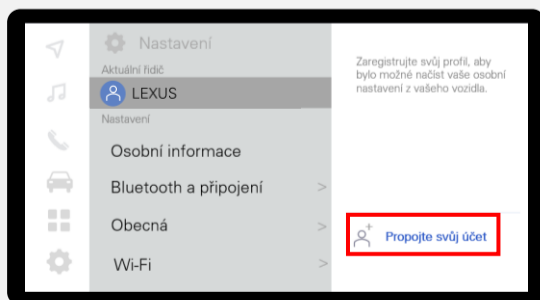 Nastavení
Aktuální řidič
LEXUS
Nastavení
Osobní informace
Bluetooth a připojení >
Obecná >
Wi-Fi >
Zaregistrujte svůj profil, aby
bylo možné načíst vaše osobní
nastavení z vašeho vozidla.
Propojte svůj účet